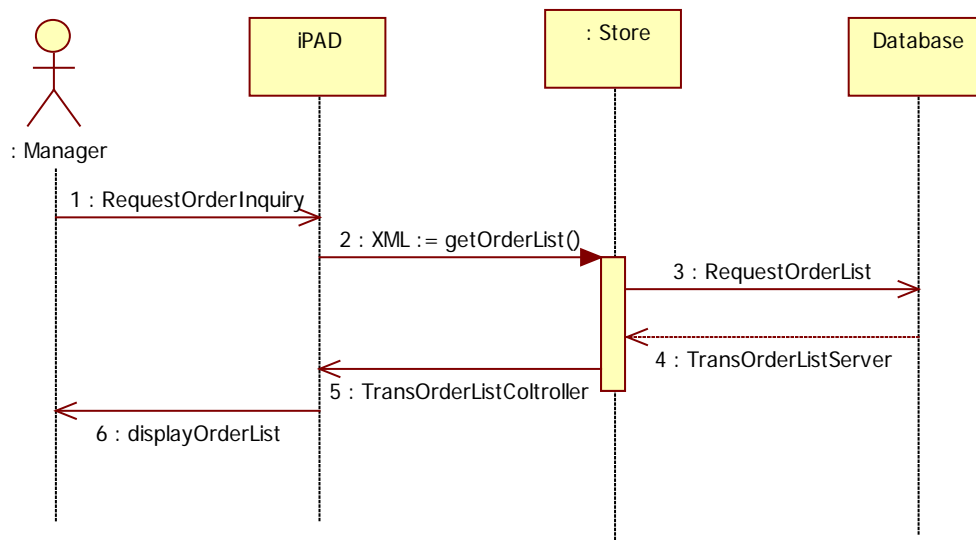 iPAD
: Store
Database
: Manager
1 : RequestOrderInquiry
2 : XML := getOrderList()
3 : RequestOrderList
4 : TransOrderListServer
5 : TransOrderListColtroller
6 : displayOrderList